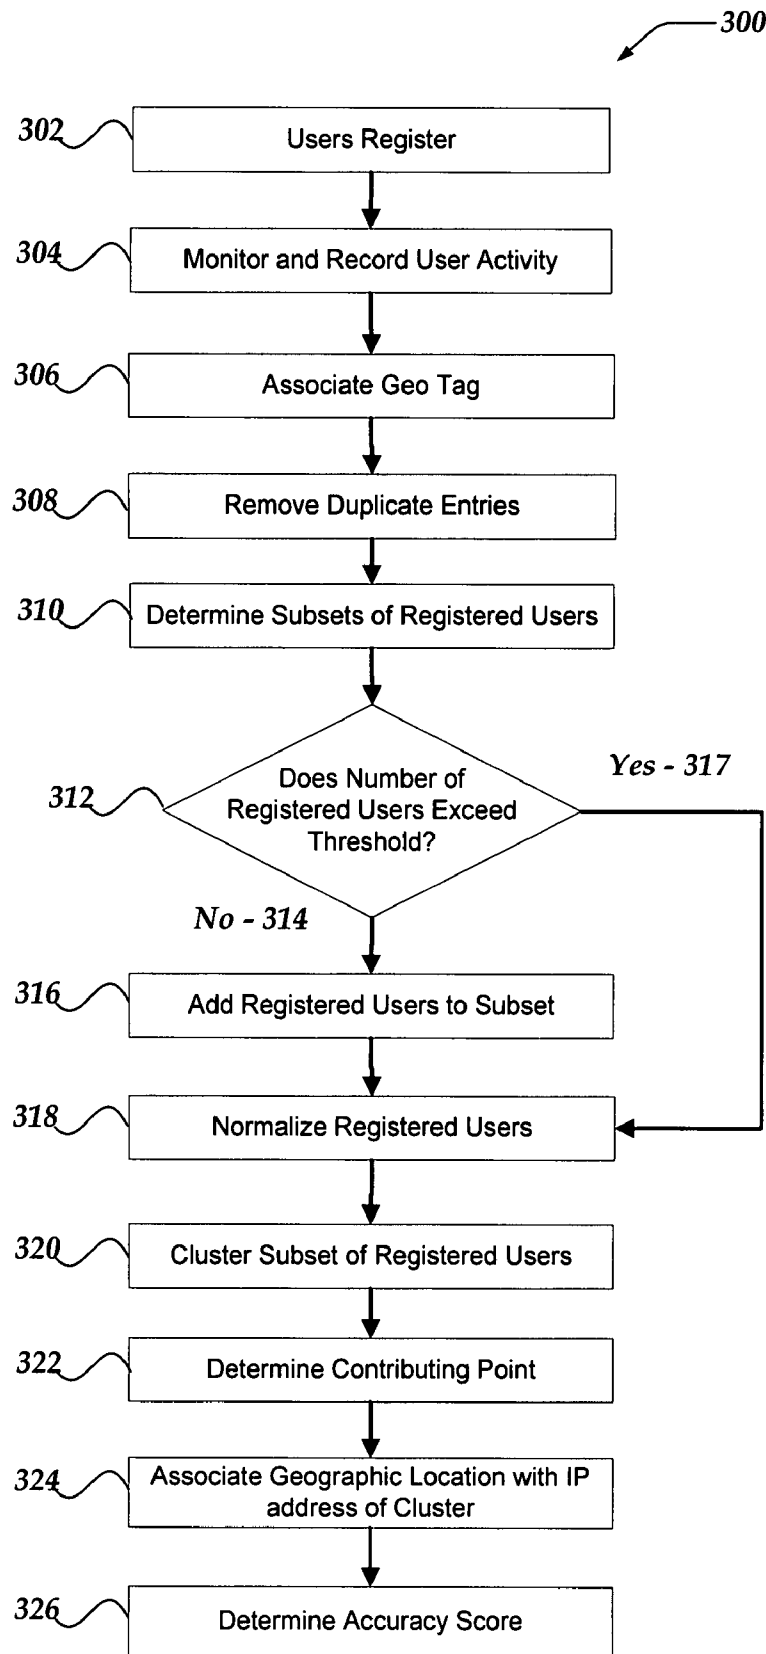 300
302
Users Register
304
Monitor and Record User Activity
306
Associate Geo Tag
308
Remove Duplicate Entries
310
Determine Subsets of Registered Users
Yes - 317
312
Does Number of
Registered Users Exceed
Threshold?
No - 314
316
Add Registered Users to Subset
318
Normalize Registered Users
320
Cluster Subset of Registered Users
322
Determine Contributing Point
324
Associate Geographic Location with IP
address of Cluster
326
Determine Accuracy Score